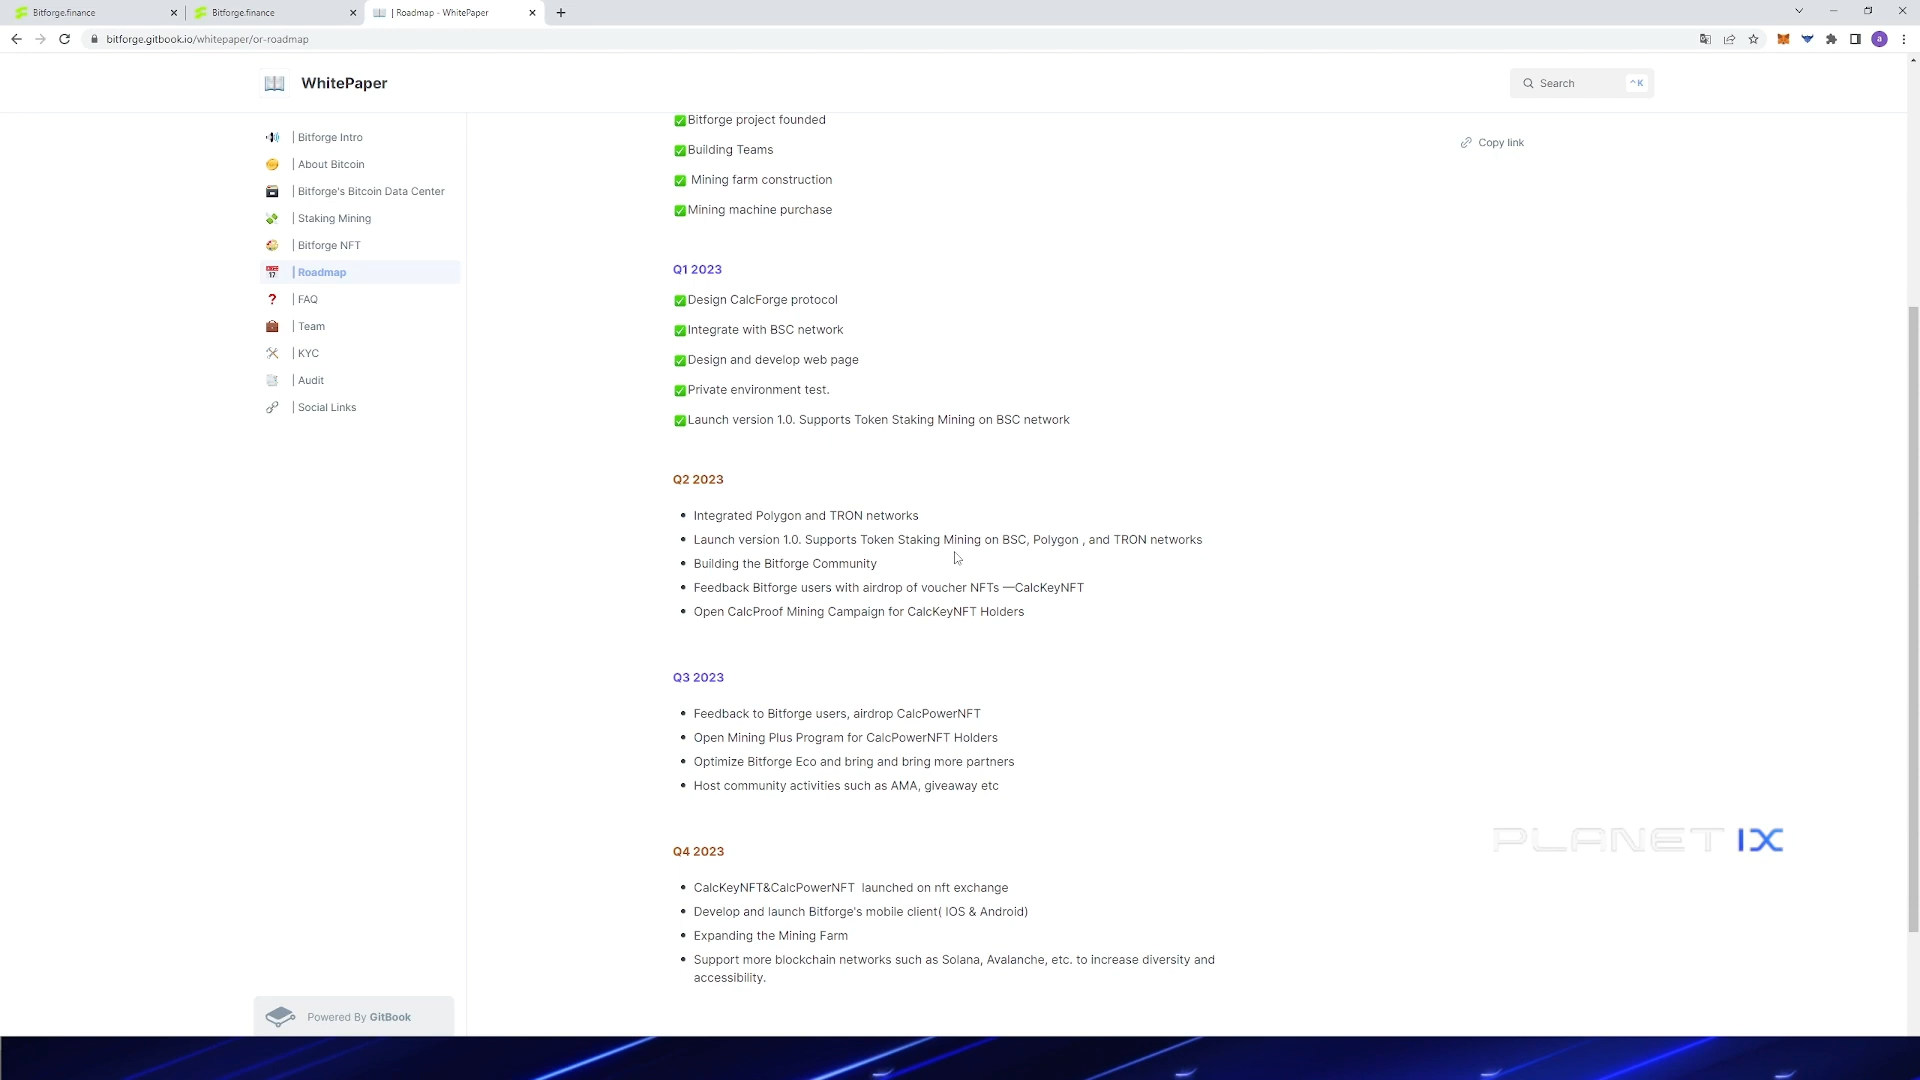 Bitforge.finance
Bitforge.finance
| Roadmap - WhitePaper
bitforge.gitbook.io/whitepaper/or-roadmap
a
WhitePaper
Search
^K
| Bitforge Intro
| About Bitcoin
| Bitforge's Bitcoin Data Center
| Staking Mining
| Bitforge NFT
17
| Roadmap
| FAQ
| Team
| KYC
| Audit
| Social Links
Powered By GitBook
Bitforge project founded
Building Teams
Mining farm construction
Mining machine purchase
Q1 2023
Design CalcForge protocol
Integrate with BSC network
Design and develop web page
Private environment test.
Launch version 1.0. Supports Token Staking Mining on BSC network
Q2 2023
• Integrated Polygon and TRON networks
• Launch version 1.0. Supports Token Staking Mining on BSC, Polygon , and TRON networks
• Building the Bitforge Community
• Feedback Bitforge users with airdrop of voucher NFTs —CalcKeyNFT
• Open CalcProof Mining Campaign for CalcKeyNFT Holders
Q3 2023
• Feedback to Bitforge users, airdrop CalcPowerNFT
• Open Mining Plus Program for CalcPowerNFT Holders
• Optimize Bitforge Eco and bring and bring more partners
• Host community activities such as AMA, giveaway etc
Q4 2023
• CalcKeyNFT&CalcPowerNFT launched on nft exchange
• Develop and launch Bitforge's mobile client( IOS & Android)
• Expanding the Mining Farm
• Support more blockchain networks such as Solana, Avalanche, etc. to increase diversity and
accessibility.
Copy link
PLANET IX